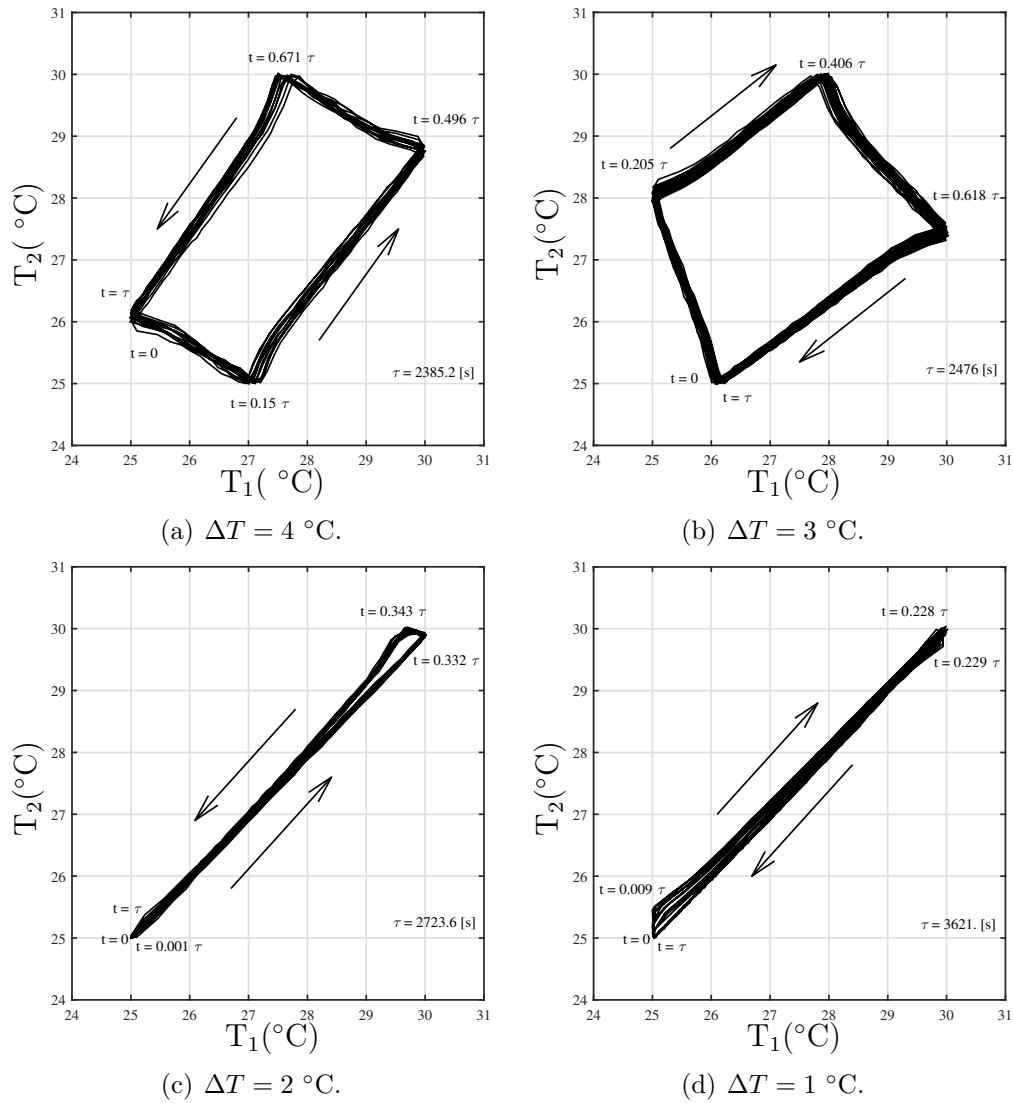 31
30
29
28
27
26
25
24
T2( °C)
t = 0.671 τ
t = 0.496 τ
t = τ
t = 0
t = 0.15 τ
τ = 2385.2 [s]
24 25 26 27 28 29 30 31
T1( °C)
(a) ΔT = 4 °C.
31
30
29
28
27
26
25
24
T2(°C)
t = 0.406 τ
t = 0.205 τ
t = 0.618 τ
t = 0
t = τ
τ = 2476 [s]
24 25 26 27 28 29 30 31
T1(°C)
(b) ΔT = 3 °C.
31
30
29
28
27
26
25
24
T2(°C)
t = 0.343 τ
t = 0.332 τ
t = τ
t = 0
t = 0.001 τ
τ = 2723.6 [s]
24 25 26 27 28 29 30 31
T1(°C)
(c) ΔT = 2 °C.
31
30
29
28
27
26
25
24
T2(°C)
t = 0.228 τ
t = 0.229 τ
t = 0.009 τ
t = 0
t = τ
τ = 3621. [s]
24 25 26 27 28 29 30 31
T1(°C)
(d) ΔT = 1 °C.